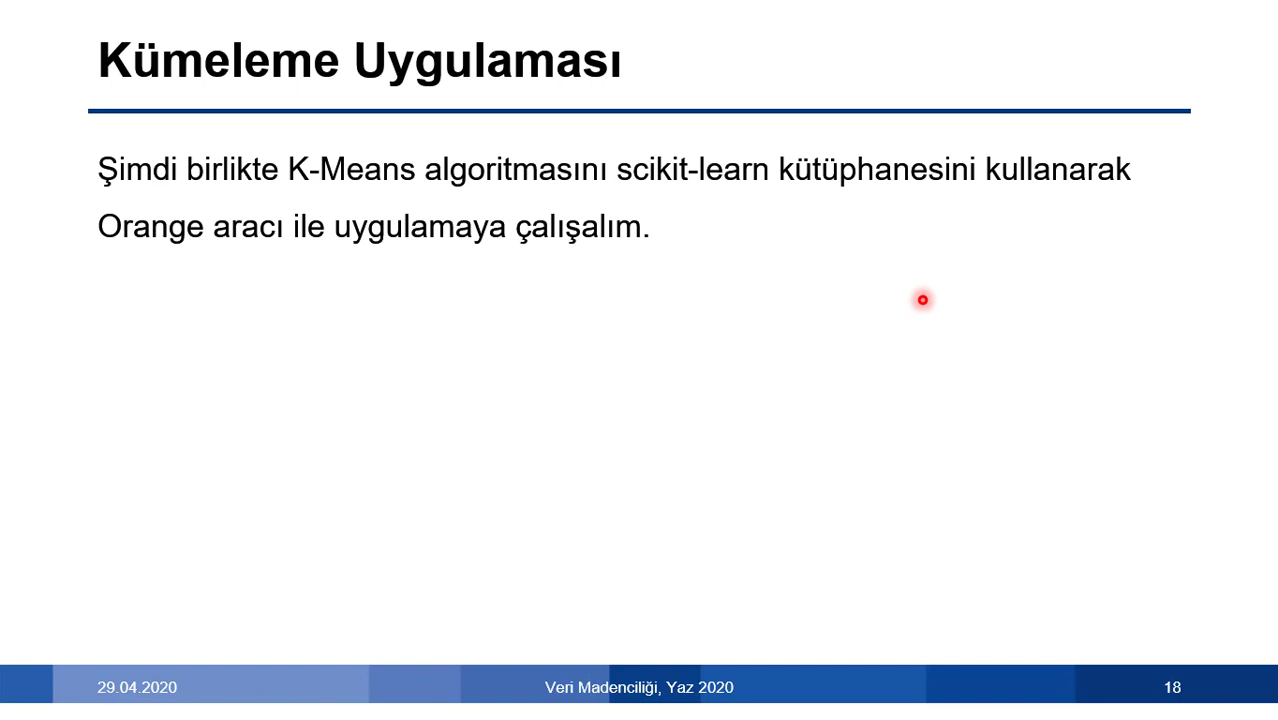 Kümeleme Uygulaması
Şimdi birlikte K-Means algoritmasını scikit-learn kütüphanesini kullanarak
Orange aracı ile uygulamaya çalışalım.
29.04.2020
Veri Madenciliği, Yaz 2020
18